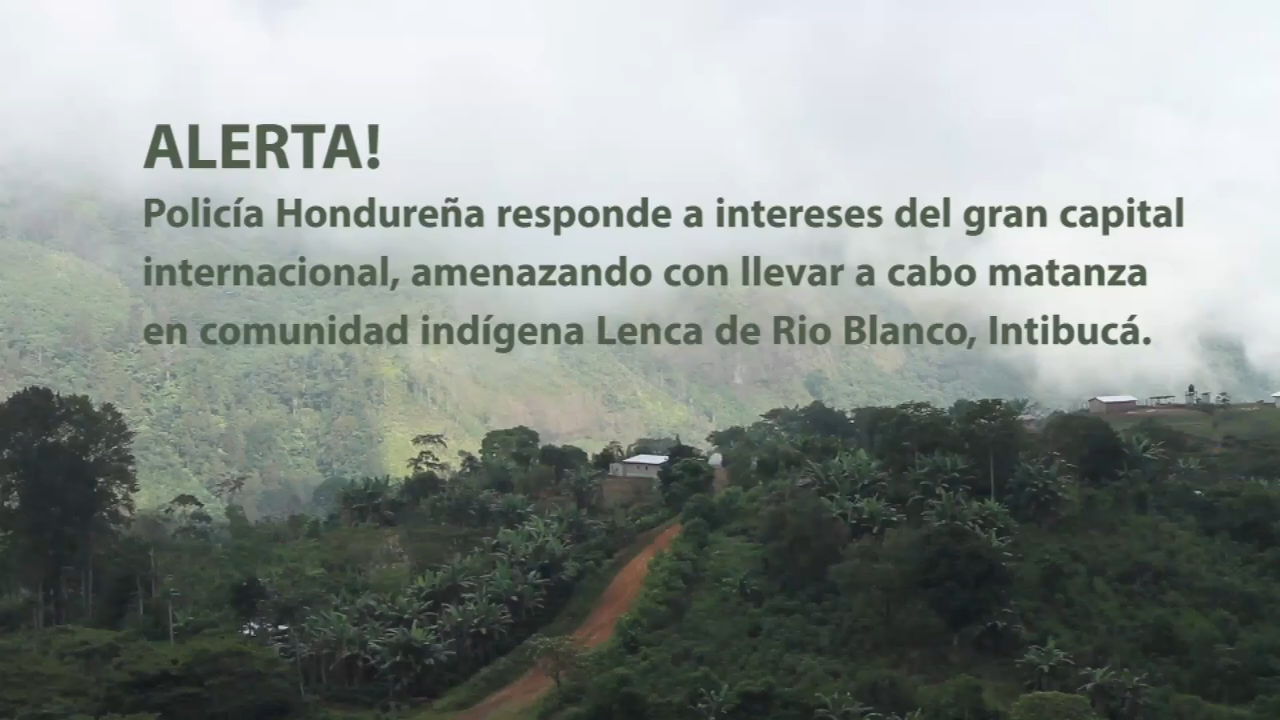 ALERTA!
Policía Hondureña responde a intereses del gran capital
internacional, amenazando con llevar a cabo matanza
en comunidad indígena Lenca de Rio Blanco, Intibucá.